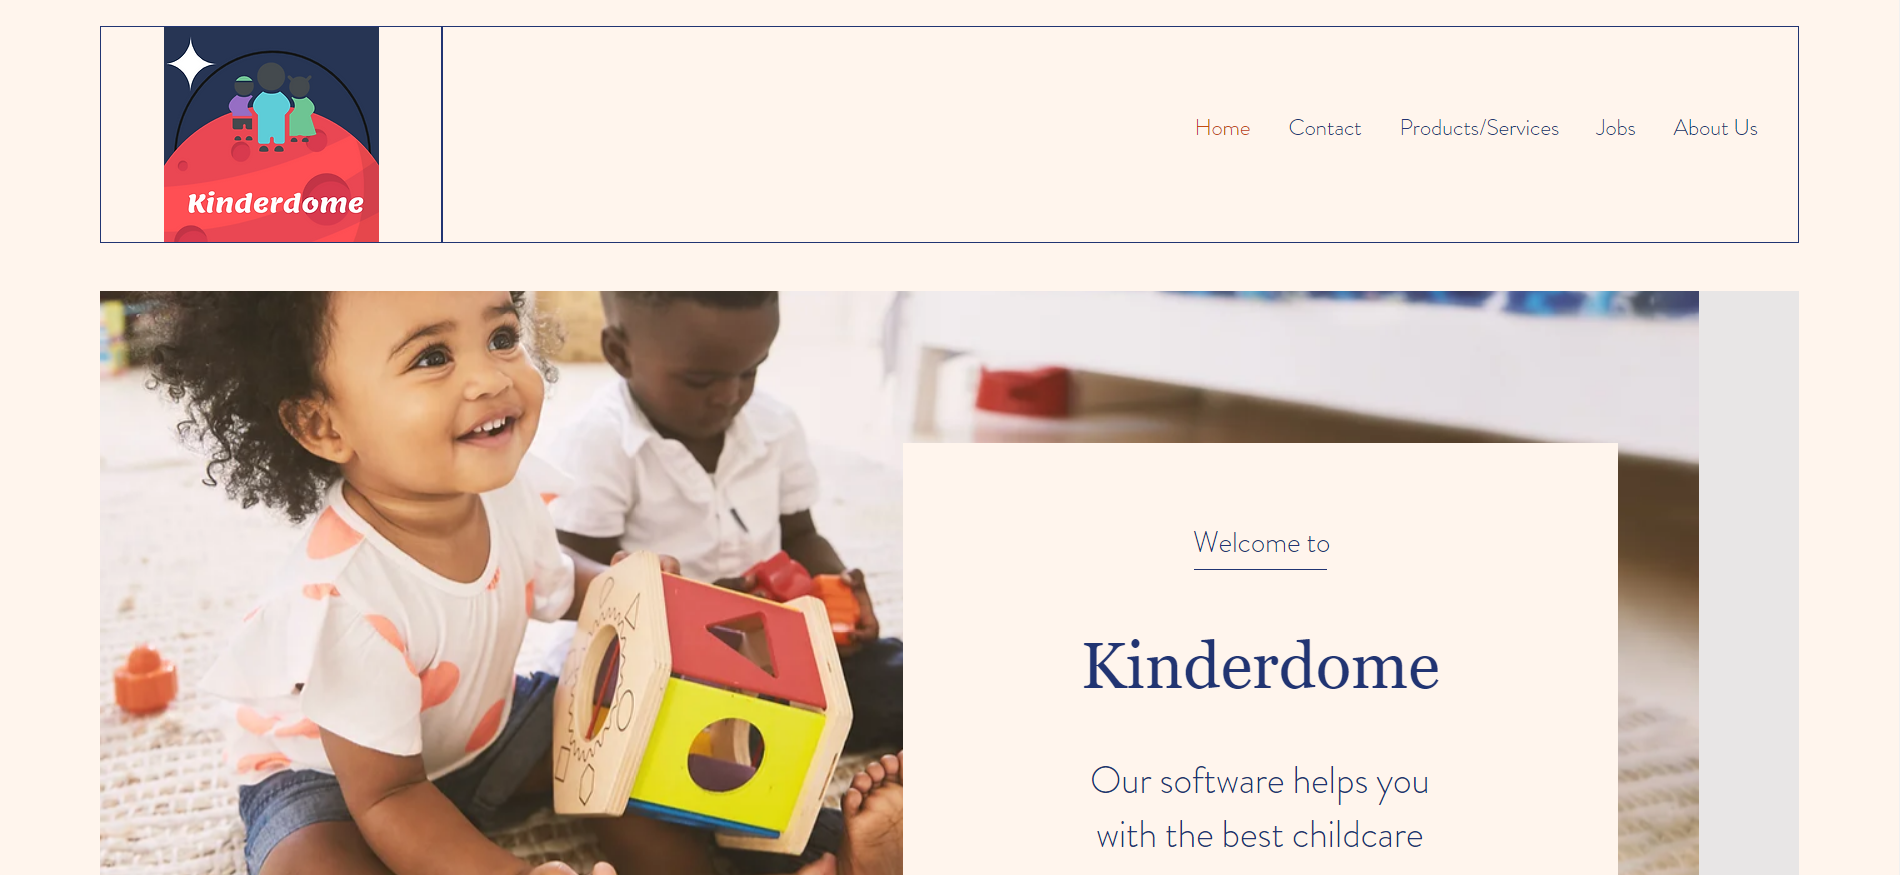 Kinderdome
Home Contact Products/Services Jobs About Us
Welcome to
Kinderdome
Our software helps you
with the best childcare